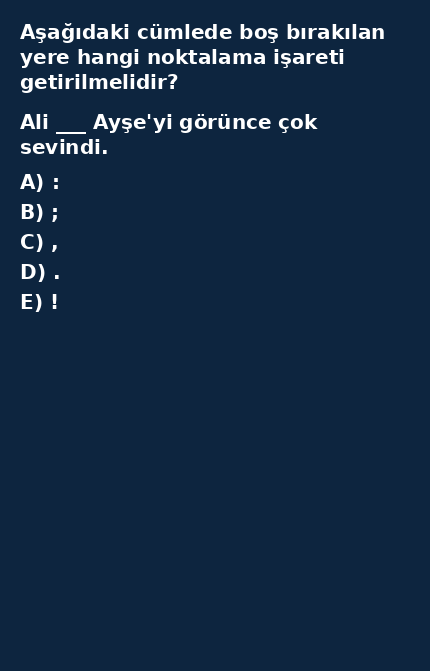 Aşağıdaki cümlede boş bırakılan
yere hangi noktalama işareti
getirilmelidir?
Ali ___ Ayşe'yi görünce çok
sevindi.
A) :
B) ;
C) ,
D) .
E) !